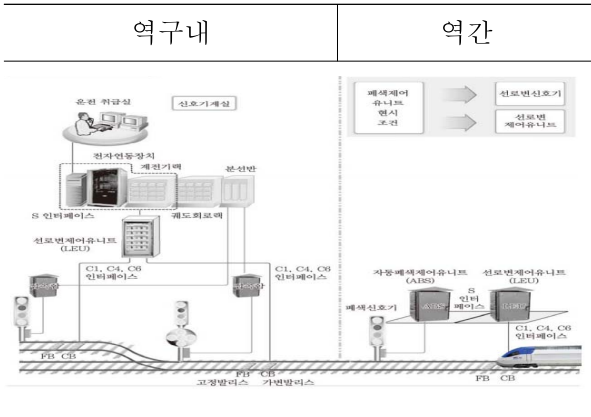 역구내
역간
운전 취급실
신호기계실
전자연동장치
계전기랙
분선반
S 인터페이스
궤도회로랙
선로변제어유니트
(LEU)
C1, C4, C6
인터페이스
C1, C4, C6
인터페이스
FB CB
FB CB
고정발리스 가변발리스
폐색제어
유니트
현시
조건
선로변신호기
선로변
제어유니트
자동폐색제어유니트
(ABS)
선로변제어유니트
(LEU)
S
인터
페이스
폐색신호기
ABS
LEU
C1, C4, C6
인터페이스
FB CB